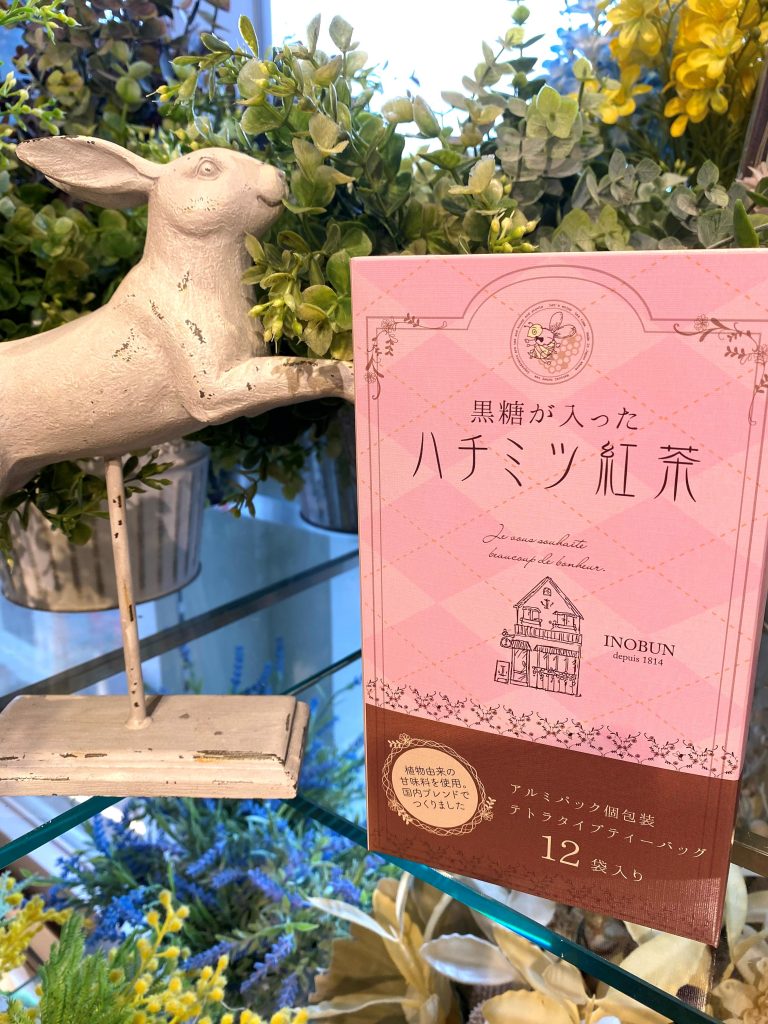 黒糖が入った
ハチミツ紅茶
Je vous souhaite
beaucoup de bonheur.
INOBUN
depuis 1814
植物由来の
甘味料を使用。
国内ブレンドで
つくりました
アルミパック個包装
テトラタイプティーバッグ
12袋入り